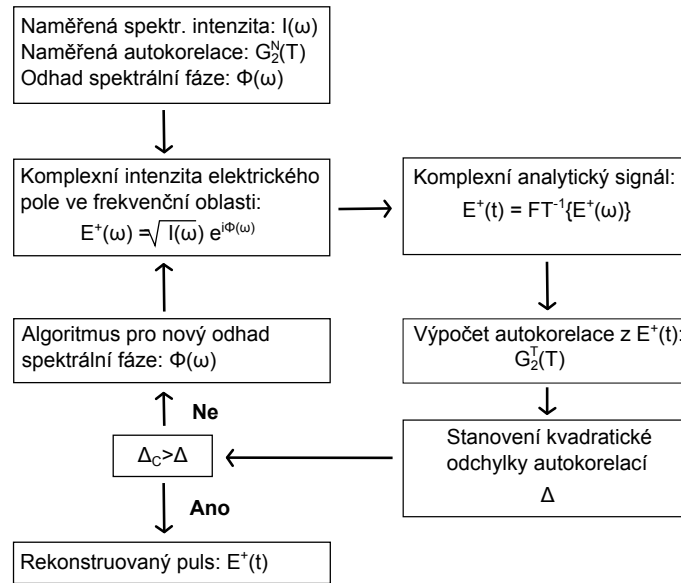 Naměřená spektr. intenzita: I(ω)
Naměřená autokorelace: G₂ᴺ(T)
Odhad spektrální fáze: Φ(ω)
Komplexní intenzita elektrického
pole ve frekvenční oblasti:
E⁺(ω) =√I(ω) e^iΦ(ω)
Komplexní analytický signál:
E⁺(t) = FT⁻¹{E⁺(ω)}
Výpočet autokorelace z E⁺(t):
G₂ᵀ(T)
Stanovení kvadratické
odchylky autokorelací
Δ
Δ_C>Δ
Ne
Algoritmus pro nový odhad
spektrální fáze: Φ(ω)
Ano
Rekonstruovaný puls: E⁺(t)